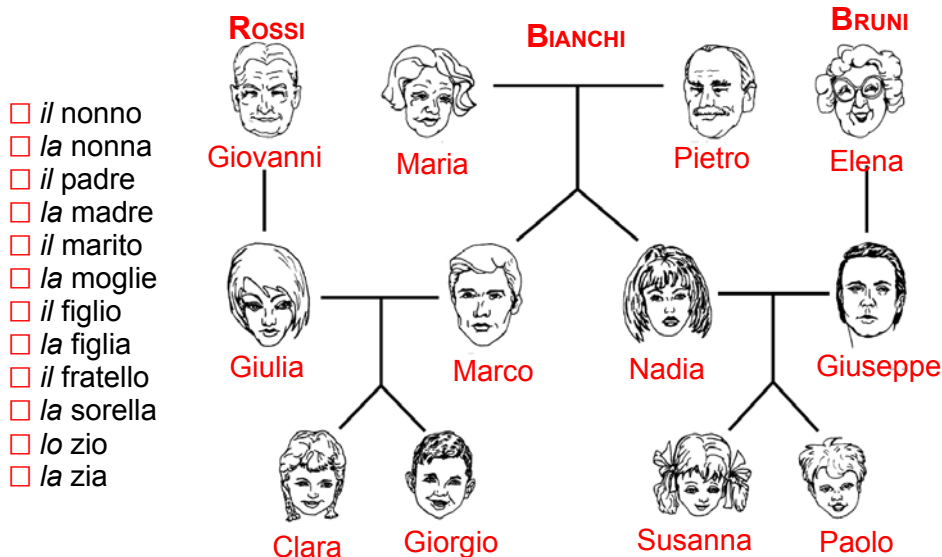 ROSSI
BIANCHI
BRUNI
il nonno
la nonna
il padre
la madre
il marito
la moglie
il figlio
la figlia
il fratello
la sorella
lo zio
la zia
Giovanni
Maria
Pietro
Elena
Giulia
Marco
Nadia
Giuseppe
Clara
Giorgio
Susanna
Paolo